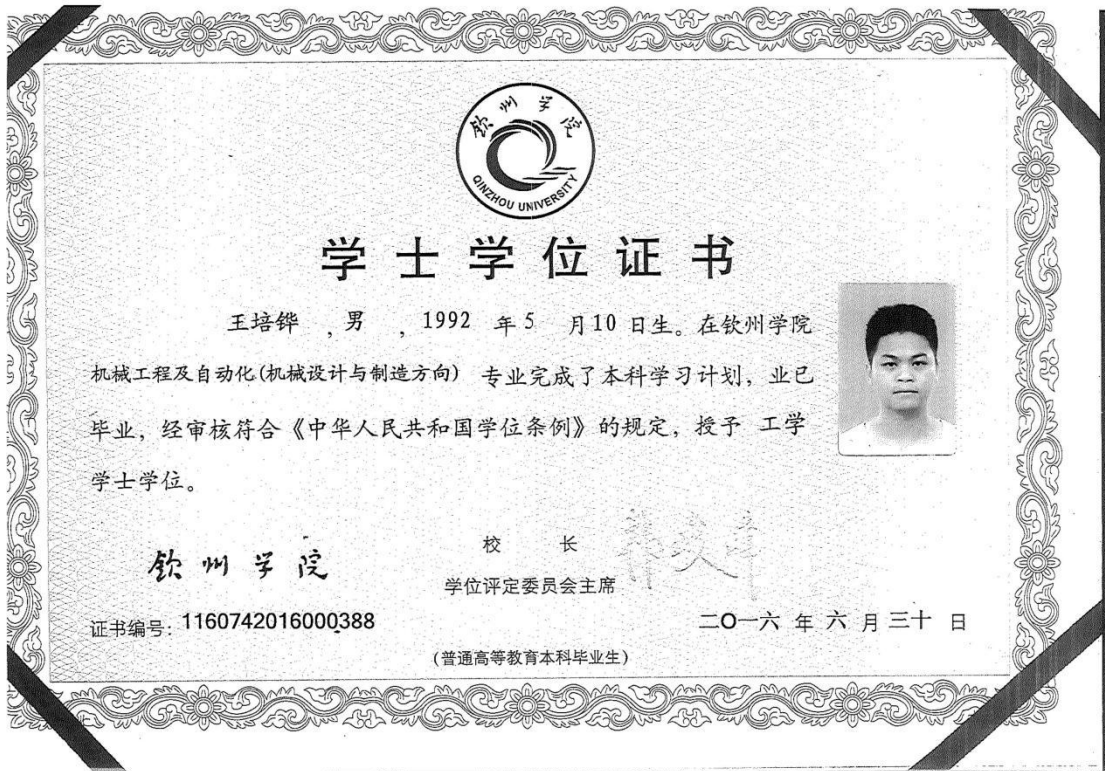 钦州学院
QINZHOU UNIVERSITY
学士学位证书
王培铧 ,男 ,1992 年 5 月 10 日生。在钦州学院
机械工程及自动化(机械设计与制造方向) 专业完成了本科学习计划,业已
毕业,经审核符合《中华人民共和国学位条例》的规定,授予 工学
学士学位。
钦州学院
校 长
学位评定委员会主席
证书编号:1160742016000388
二〇一六 年 六 月 三十 日
(普通高等教育本科毕业生)